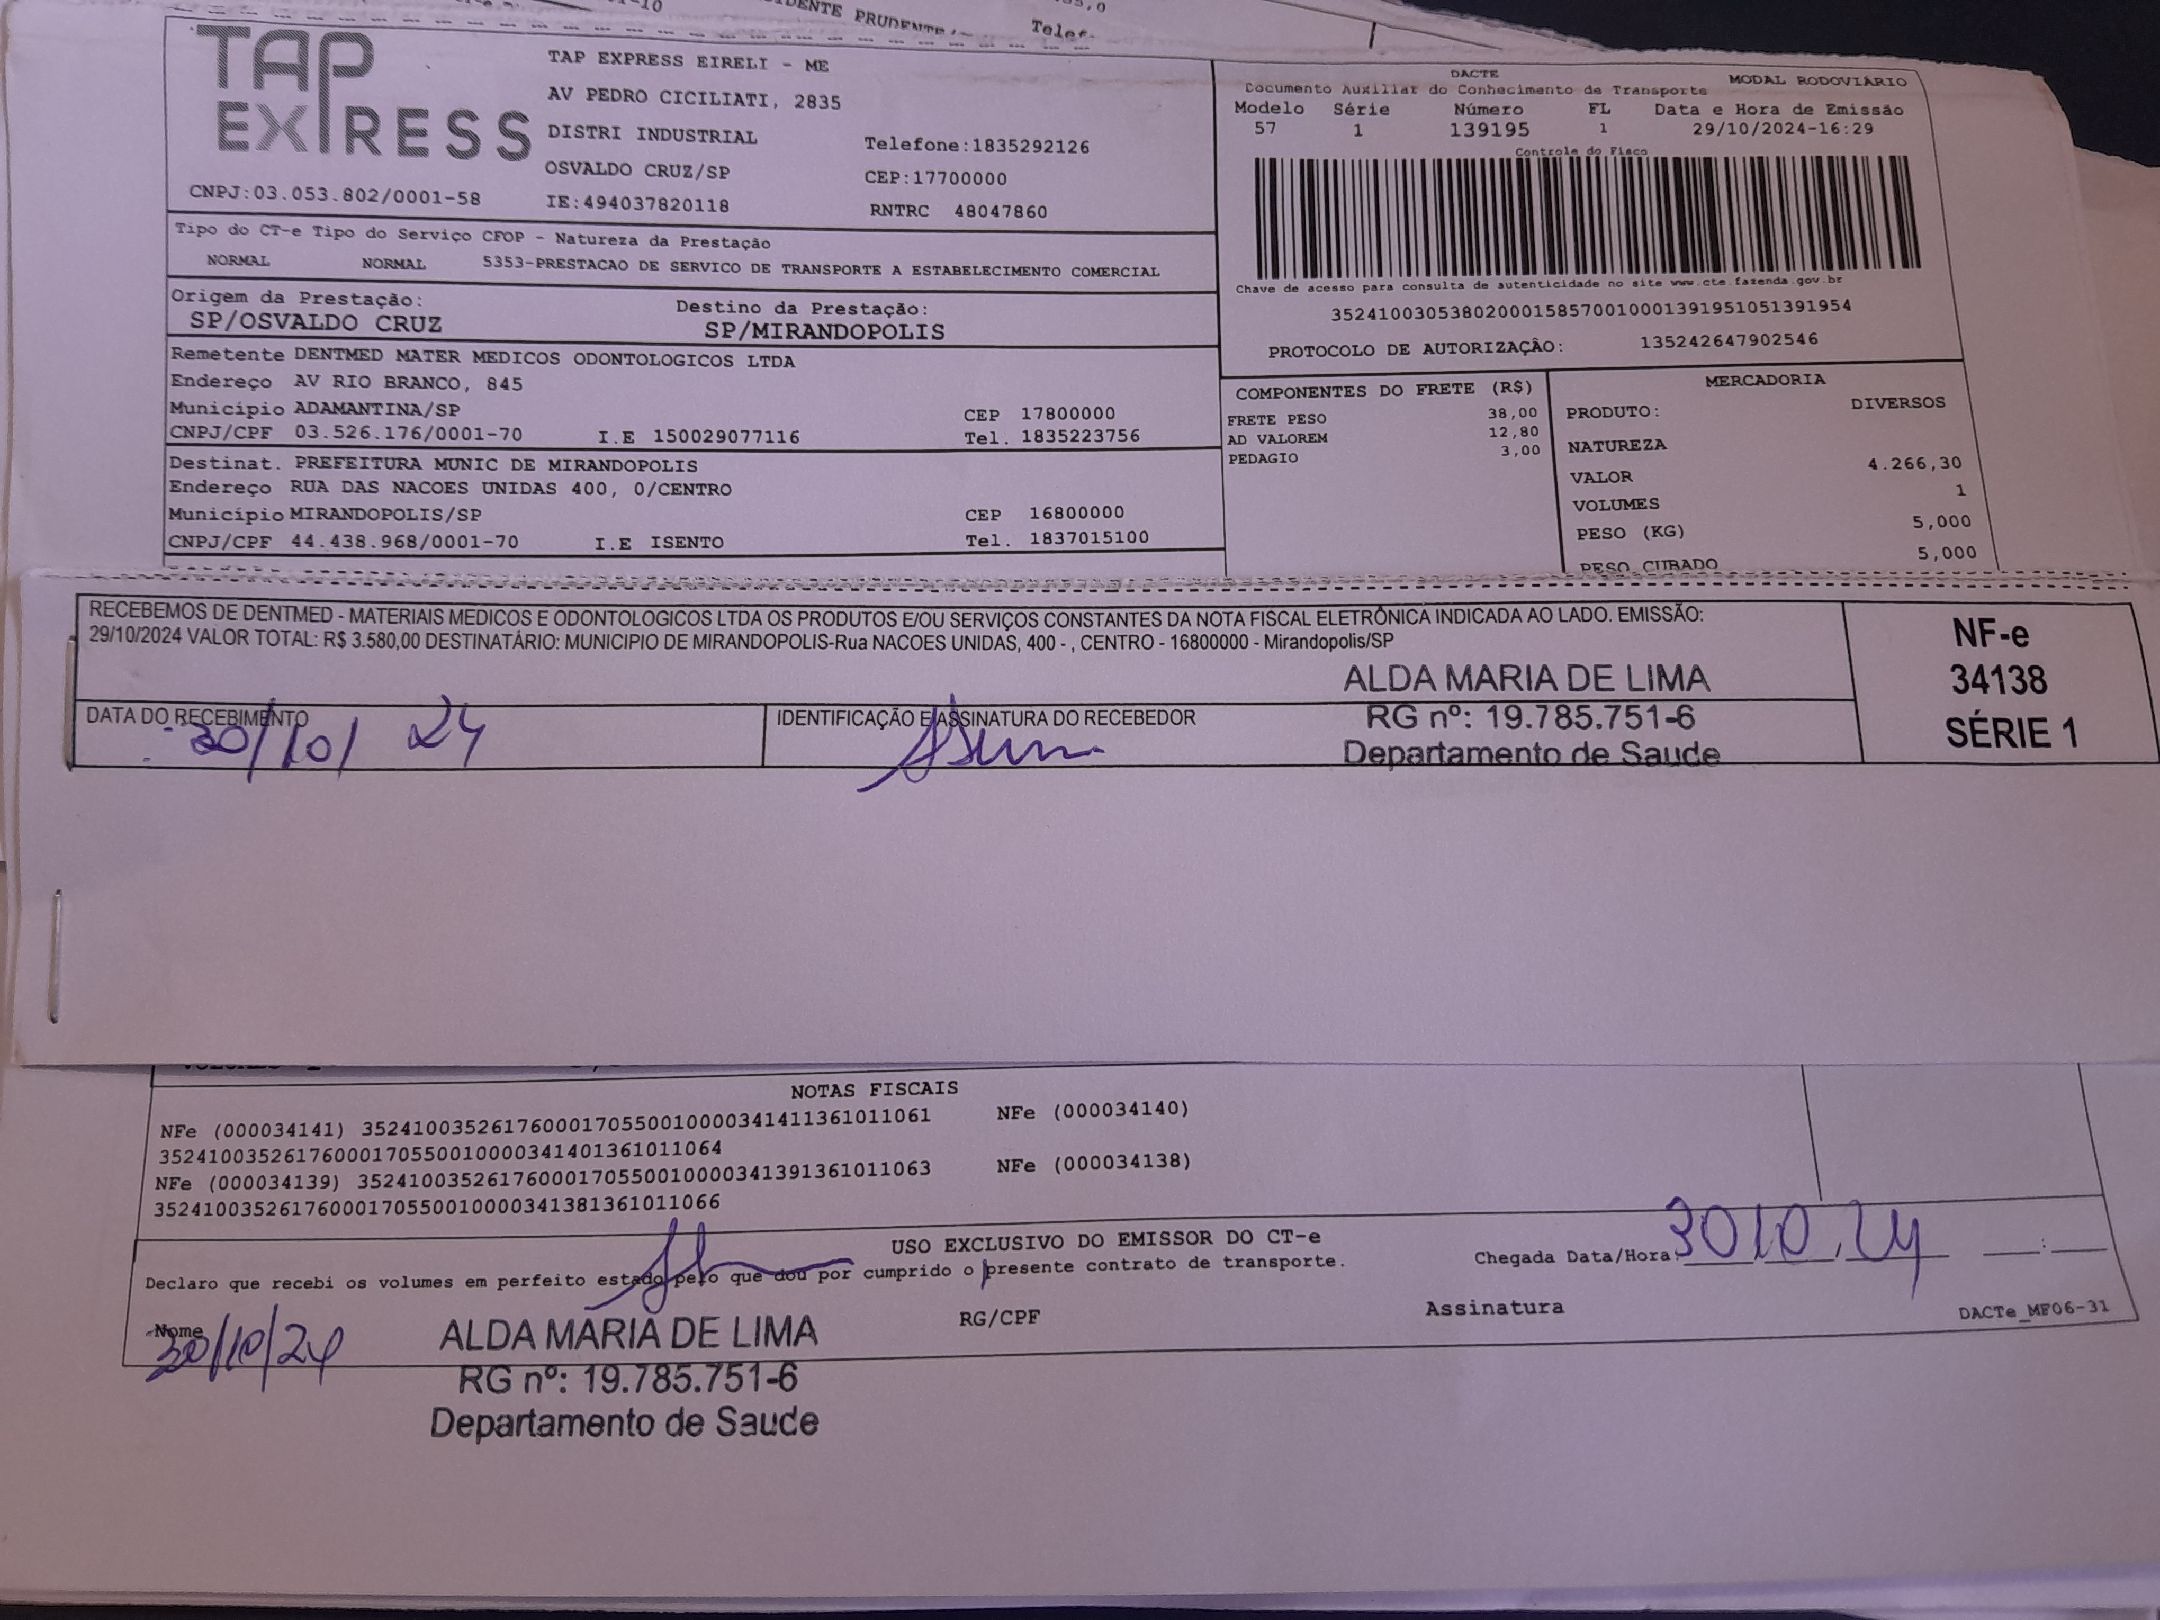 IDENTE PRUDENTE
TAP
EXPRESS
TAP EXPRESS EIRELI - ME
AV PEDRO CICILIATI, 2835
DISTRI INDUSTRIAL
Telefone:1835292126
OSVALDO CRUZ/SP
CEP:17700000
CNPJ:03.053.802/0001-58
IE:494037820118
RNTRC 48047860
DACTE
MODAL RODOVIÁRIO
Documento Auxiliar do Conhecimento de Transporte
Modelo Série Número FL Data e Hora de Emissão
57 1 139195 1 29/10/2024-16:29
Controle do Fisco
Chave de acesso para consulta de autenticidade no site www.cte.fazenda.gov.br
35241003053802000158570010001391951051391954
PROTOCOLO DE AUTORIZAÇÃO: 135242647902546
Tipo do CT-e Tipo do Serviço CFOP - Natureza da Prestação
NORMAL NORMAL 5353-PRESTACAO DE SERVICO DE TRANSPORTE A ESTABELECIMENTO COMERCIAL
Origem da Prestação: Destino da Prestação:
SP/OSVALDO CRUZ SP/MIRANDOPOLIS
Remetente DENTMED MATER MEDICOS ODONTOLOGICOS LTDA
Endereço AV RIO BRANCO, 845
Município ADAMANTINA/SP CEP 17800000
CNPJ/CPF 03.526.176/0001-70 I.E 150029077116 Tel. 1835223756
Destinat. PREFEITURA MUNIC DE MIRANDOPOLIS
Endereço RUA DAS NACOES UNIDAS 400, 0/CENTRO
Município MIRANDOPOLIS/SP CEP 16800000
CNPJ/CPF 44.438.968/0001-70 I.E ISENTO Tel. 1837015100
COMPONENTES DO FRETE (R$)
FRETE PESO 38,00
AD VALOREM 12,80
PEDAGIO 3,00
MERCADORIA
PRODUTO: DIVERSOS
NATUREZA
VALOR 4.266,30
VOLUMES 1
PESO (KG) 5,000
PESO CUBADO 5,000
RECEBEMOS DE DENTMED - MATERIAIS MEDICOS E ODONTOLOGICOS LTDA OS PRODUTOS E/OU SERVIÇOS CONSTANTES DA NOTA FISCAL ELETRÔNICA INDICADA AO LADO. EMISSÃO:
29/10/2024 VALOR TOTAL: R$ 3.580,00 DESTINATÁRIO: MUNICIPIO DE MIRANDOPOLIS-Rua NACOES UNIDAS, 400 - , CENTRO - 16800000 - Mirandopolis/SP
NF-e
34138
SÉRIE 1
DATA DO RECEBIMENTO
30/10/24
IDENTIFICAÇÃO E ASSINATURA DO RECEBEDOR
ALDA MARIA DE LIMA
RG nº: 19.785.751-6
Departamento de Saude
NOTAS FISCAIS
NFe (000034141) 35241003526176000170550010000341411361011061 NFe (000034140)
35241003526176000170550010000341401361011064
NFe (000034139) 35241003526176000170550010000341391361011063 NFe (000034138)
35241003526176000170550010000341381361011066
USO EXCLUSIVO DO EMISSOR DO CT-e
Declaro que recebi os volumes em perfeito estado pelo que dou por cumprido o presente contrato de transporte.
Chegada Data/Hora: 30 10.24 __:__
Nome RG/CPF Assinatura
DACTe_MF06-31
30/10/24
ALDA MARIA DE LIMA
RG nº: 19.785.751-6
Departamento de Saude